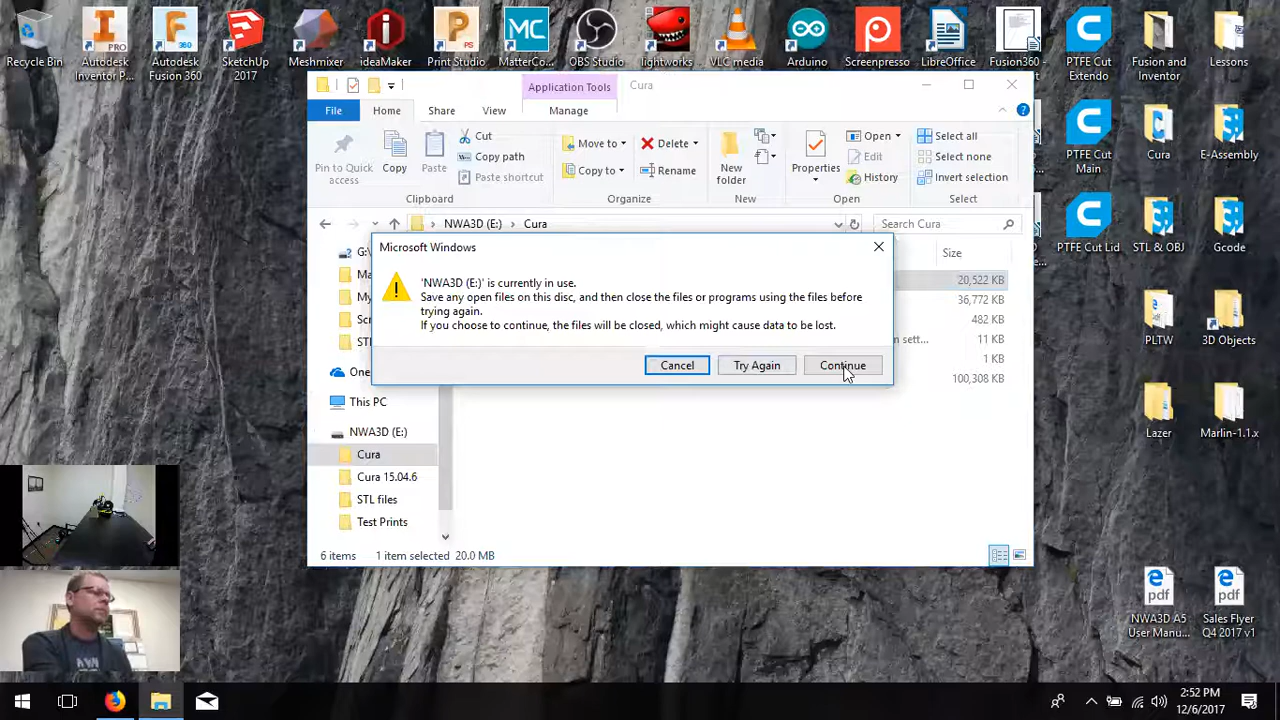 Recycle Bin
Autodesk Inventor P...
Autodesk Fusion 360
SketchUp 2017
Meshmixer
ideaMaker
Print Studio
MatterCo...
OBS Studio
lightworks
VLC media
Arduino
Screenpresso
LibreOffice
Fusion360 -
PTFE Cut Extendo
Fusion and Inventor
Lessons
Application Tools
Cura
File
Home
Share
View
Manage
Pin to Quick access
Copy
Paste
Cut
Copy path
Paste shortcut
Clipboard
Move to
Copy to
Delete
Rename
Organize
New folder
New
Properties
Open
Edit
History
Open
Select all
Select none
Invert selection
Select
NWA3D (E:) > Cura
Search Cura
Size
20,522 KB
36,772 KB
482 KB
11 KB
1 KB
100,308 KB
Microsoft Windows
'NWA3D (E:)' is currently in use.
Save any open files on this disc, and then close the files or programs using the files before
trying again.
If you choose to continue, the files will be closed, which might cause data to be lost.
Cancel
Try Again
Continue
This PC
NWA3D (E:)
Cura
Cura 15.04.6
STL files
Test Prints
6 items
1 item selected 20.0 MB
PTFE Cut Main
Cura
E-Assembly
PTFE Cut Lid
STL & OBJ
Gcode
PLTW
3D Objects
Lazer
Marlin-1.1.x
NWA3D A5 User Manu...
Sales Flyer Q4 2017 v1
2:52 PM
12/6/2017